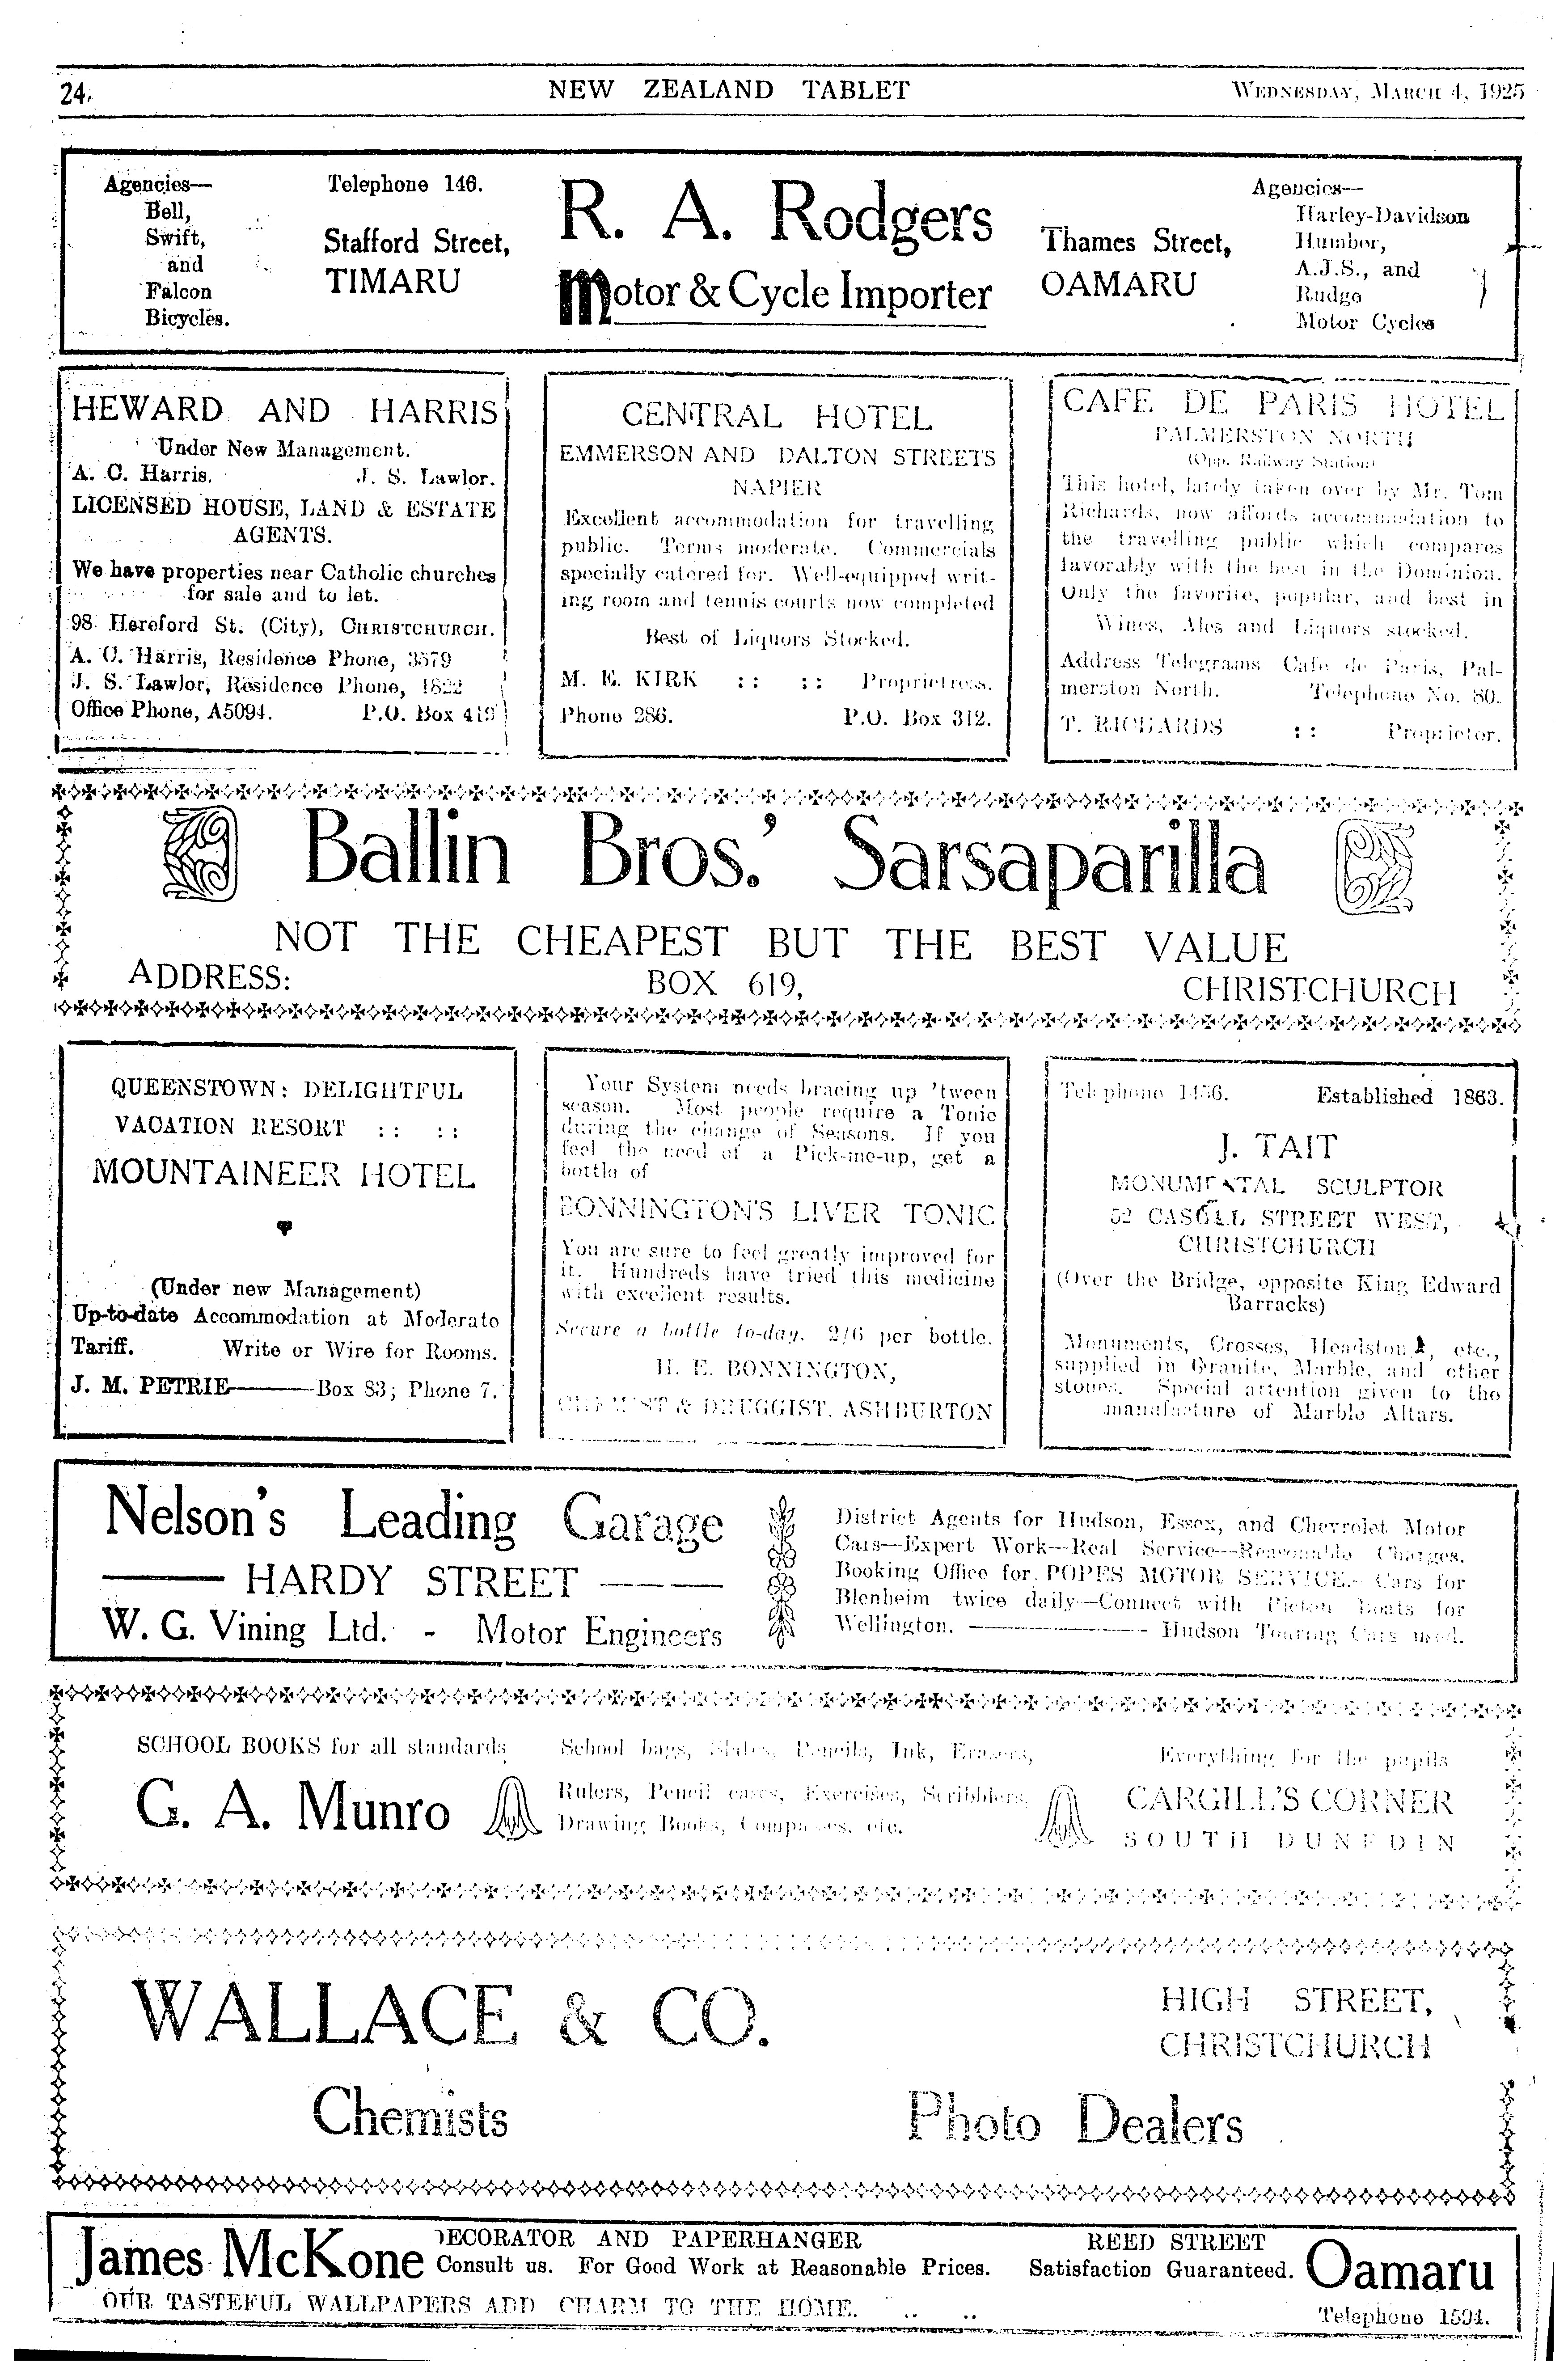 24
NEW ZEALAND TABLET
WEDNESDAY, MARCH 4, 1925
Agencies—
Bell,
Swift,
and
Falcon
Bicycles.
Telephone 146.
Stafford Street,
TIMARU
R. A. Rodgers
Motor & Cycle Importer
Thames Street,
OAMARU
Agencies—
Harley-Davidson
Humber,
A.J.S., and
Rudge
Motor Cycles
HEWARD AND HARRIS
Under New Management.
A. C. Harris. J. S. Lawlor.
LICENSED HOUSE, LAND & ESTATE
AGENTS.
We have properties near Catholic churches
for sale and to let.
98 Hereford St. (City), CHRISTCHURCH.
A. C. Harris, Residence Phone, 3579
J. S. Lawlor, Residence Phone, 1822
Office Phone, A5094. P.O. Box 419
CENTRAL HOTEL
EMMERSON AND DALTON STREETS
NAPIER
Excellent accommodation for travelling
public. Terms moderate. Commercials
specially catered for. Well-equipped writ-
ing room and tennis courts now completed
Best of Liquors Stocked.
M. E. KIRK :: :: Proprietress.
Phone 286. P.O. Box 312.
CAFE DE PARIS HOTEL
PALMERSTON NORTH
(Opp. Railway Station)
This hotel, lately taken over by Mr. Tom
Richards, now affords accommodation to
the travelling public which compares
favorably with the best in the Dominion.
Only the favorite, popular, and best in
Wines, Ales and Liquors stocked.
Address Telegrams Cafe de Paris, Pal-
merston North. Telephone No. 80.
T. RICHARDS :: Proprietor.
Ballin Bros.' Sarsaparilla
NOT THE CHEAPEST BUT THE BEST VALUE
ADDRESS: BOX 619, CHRISTCHURCH
QUEENSTOWN: DELIGHTFUL
VACATION RESORT :: ::
MOUNTAINEER HOTEL
(Under new Management)
Up-to-date Accommodation at Moderate
Tariff. Write or Wire for Rooms.
J. M. PETRIE——Box 83; Phone 7.
Your System needs bracing up 'tween
season. Most people require a Tonic
during the change of Seasons. If you
feel the need of a Pick-me-up, get a
bottle of
BONNINGTON'S LIVER TONIC
You are sure to feel greatly improved for
it. Hundreds have tried this medicine
with excellent results.
Secure a bottle to-day. 2/6 per bottle.
H. E. BONNINGTON,
CHEMIST & DRUGGIST, ASHBURTON
Telephone 1456. Established 1863.
J. TAIT
MONUMENTAL SCULPTOR
52 CASHEL STREET WEST,
CHRISTCHURCH
(Over the Bridge, opposite King Edward
Barracks)
Monuments, Crosses, Headstones, etc.,
supplied in Granite, Marble, and other
stones. Special attention given to the
manufacture of Marble Altars.
Nelson's Leading Garage
—— HARDY STREET ———
W. G. Vining Ltd. - Motor Engineers
District Agents for Hudson, Essex, and Chevrolet Motor
Cars—Expert Work—Real Service—Reasonable Charges.
Booking Office for POPES MOTOR SERVICE.— Cars for
Blenheim twice daily—Connect with Picton Boats for
Wellington. ———— Hudson Touring Cars used.
SCHOOL BOOKS for all standards
G. A. Munro
School bags, Slates, Pencils, Ink, Erasers,
Rulers, Pencil cases, Exercises, Scribblers,
Drawing Books, Compasses, etc.
Everything for the pupils
CARGILL'S CORNER
SOUTH DUNEDIN
WALLACE & CO.
HIGH STREET,
CHRISTCHURCH
Chemists
Photo Dealers
James McKone
DECORATOR AND PAPERHANGER REED STREET
Consult us. For Good Work at Reasonable Prices. Satisfaction Guaranteed.
Oamaru
OUR TASTEFUL WALLPAPERS ADD CHARM TO THE HOME. .. ..
Telephone 1594.